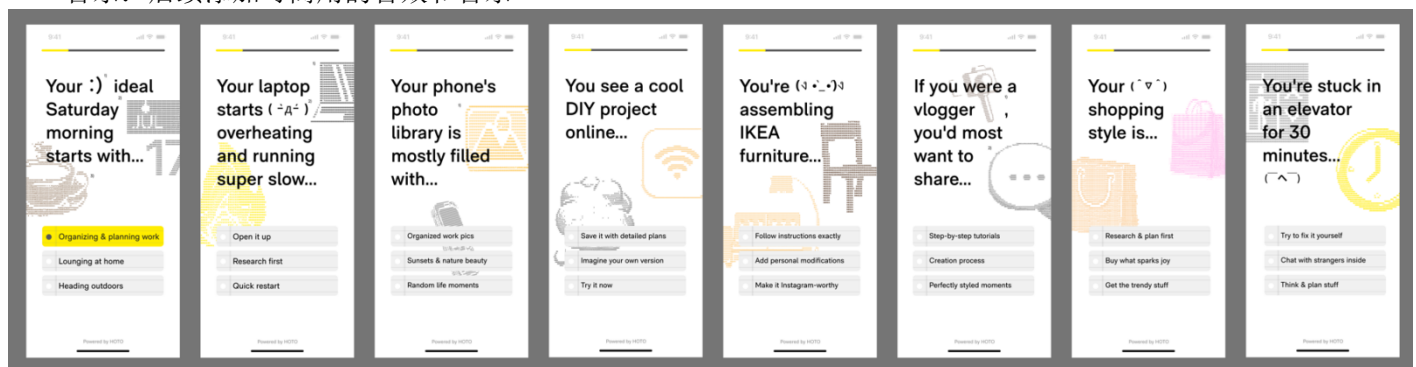 9:41
Your :) ideal
Saturday
morning
starts with...
JUL
17
Organizing & planning work
Lounging at home
Heading outdoors
Powered by HOTO
9:41
Your laptop
starts ( -д- )
overheating
and running
super slow...
Open it up
Research first
Quick restart
Powered by HOTO
9:41
Your phone's
photo
library is
mostly filled
with...
Organized work pics
Sunsets & nature beauty
Random life moments
Powered by HOTO
9:41
You see a cool
DIY project
online...
Save it with detailed plans
Imagine your own version
Try it now
Powered by HOTO
9:41
You're
assembling
IKEA
furniture...
Follow instructions exactly
Add personal modifications
Make it Instagram-worthy
Powered by HOTO
9:41
If you were a
vlogger ,
you'd most
want to
share...
Step-by-step tutorials
Creation process
Perfectly styled moments
Powered by HOTO
9:41
Your (ˆ▽ˆ)
shopping
style is...
Research & plan first
Buy what sparks joy
Get the trendy stuff
Powered by HOTO
9:41
You're stuck in
an elevator
for 30
minutes...
(¯ヘ¯)
Try to fix it yourself
Chat with strangers inside
Think & plan stuff
Powered by HOTO